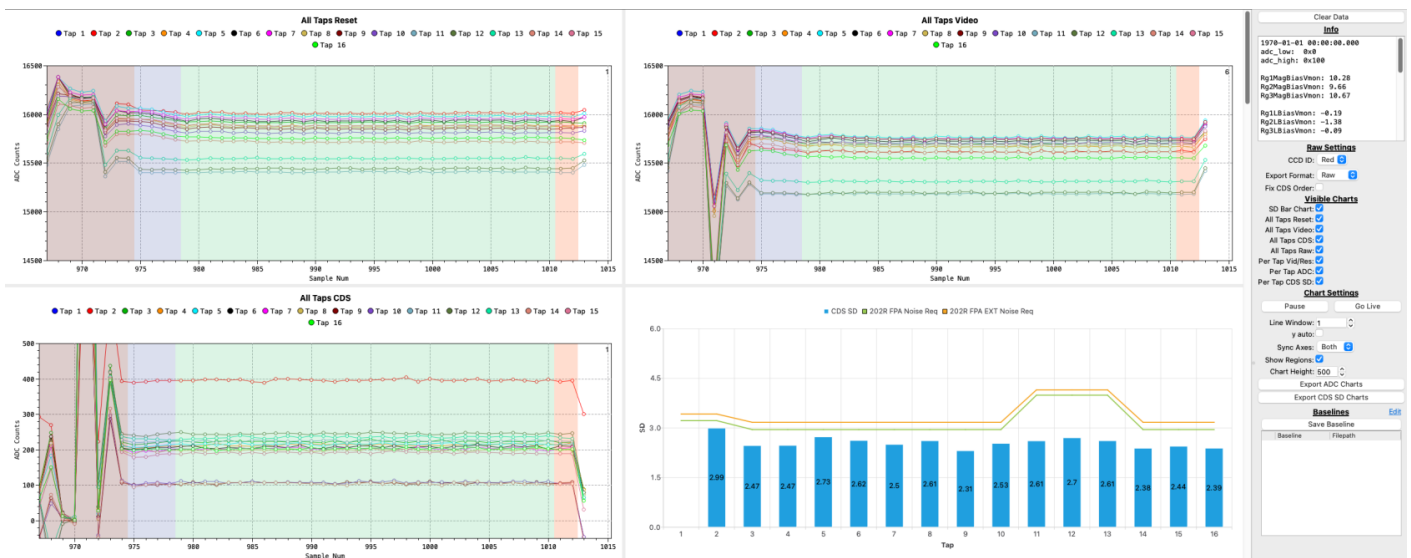 All Taps Reset
Tap 1 Tap 2 Tap 3 Tap 4 Tap 5 Tap 6 Tap 7 Tap 8 Tap 9 Tap 10 Tap 11 Tap 12 Tap 13 Tap 14 Tap 15
Tap 16
1
16500
16000
15500
15000
14500
ADC Counts
970 975 980 985 990 995 1000 1005 1010 1015
Sample Num
All Taps Video
Tap 1 Tap 2 Tap 3 Tap 4 Tap 5 Tap 6 Tap 7 Tap 8 Tap 9 Tap 10 Tap 11 Tap 12 Tap 13 Tap 14 Tap 15
Tap 16
6
16500
16000
15500
15000
14500
ADC Counts
970 975 980 985 990 995 1000 1005 1010 1015
Sample Num
All Taps CDS
Tap 1 Tap 2 Tap 3 Tap 4 Tap 5 Tap 6 Tap 7 Tap 8 Tap 9 Tap 10 Tap 11 Tap 12 Tap 13 Tap 14 Tap 15
Tap 16
1
500
400
300
200
100
0
ADC Counts
970 975 980 985 990 995 1000 1005 1010 1015
Sample Num
CDS SD 202R FPA Noise Req 202R FPA EXT Noise Req
6.0
4.5
3.0
1.5
0.0
SD
2.99 2.47 2.47 2.73 2.62 2.5 2.61 2.31 2.53 2.61 2.7 2.61 2.38 2.44 2.39
1 2 3 4 5 6 7 8 9 10 11 12 13 14 15 16
Tap
Clear Data
Info
1970-01-01 00:00:00.000
adc_low: 0x0
adc_high: 0x100
Rg1MagBiasVmon: 10.28
Rg2MagBiasVmon: 9.66
Rg3MagBiasVmon: 10.67
Rg1LBiasVmon: -0.19
Rg2LBiasVmon: -1.38
Rg3LBiasVmon: -0.09
Raw Settings
CCD ID: Red
Export Format: Raw
Fix CDS Order:
Visible Charts
SD Bar Chart:
All Taps Reset:
All Taps Video:
All Taps CDS:
All Taps Raw:
Per Tap Vid/Res:
Per Tap ADC:
Per Tap CDS SD:
Chart Settings
Pause Go Live
Line Window: 1
y auto:
Sync Axes: Both
Show Regions:
Chart Height: 500
Export ADC Charts
Export CDS SD Charts
Baselines Edit
Save Baseline
Baseline Filepath